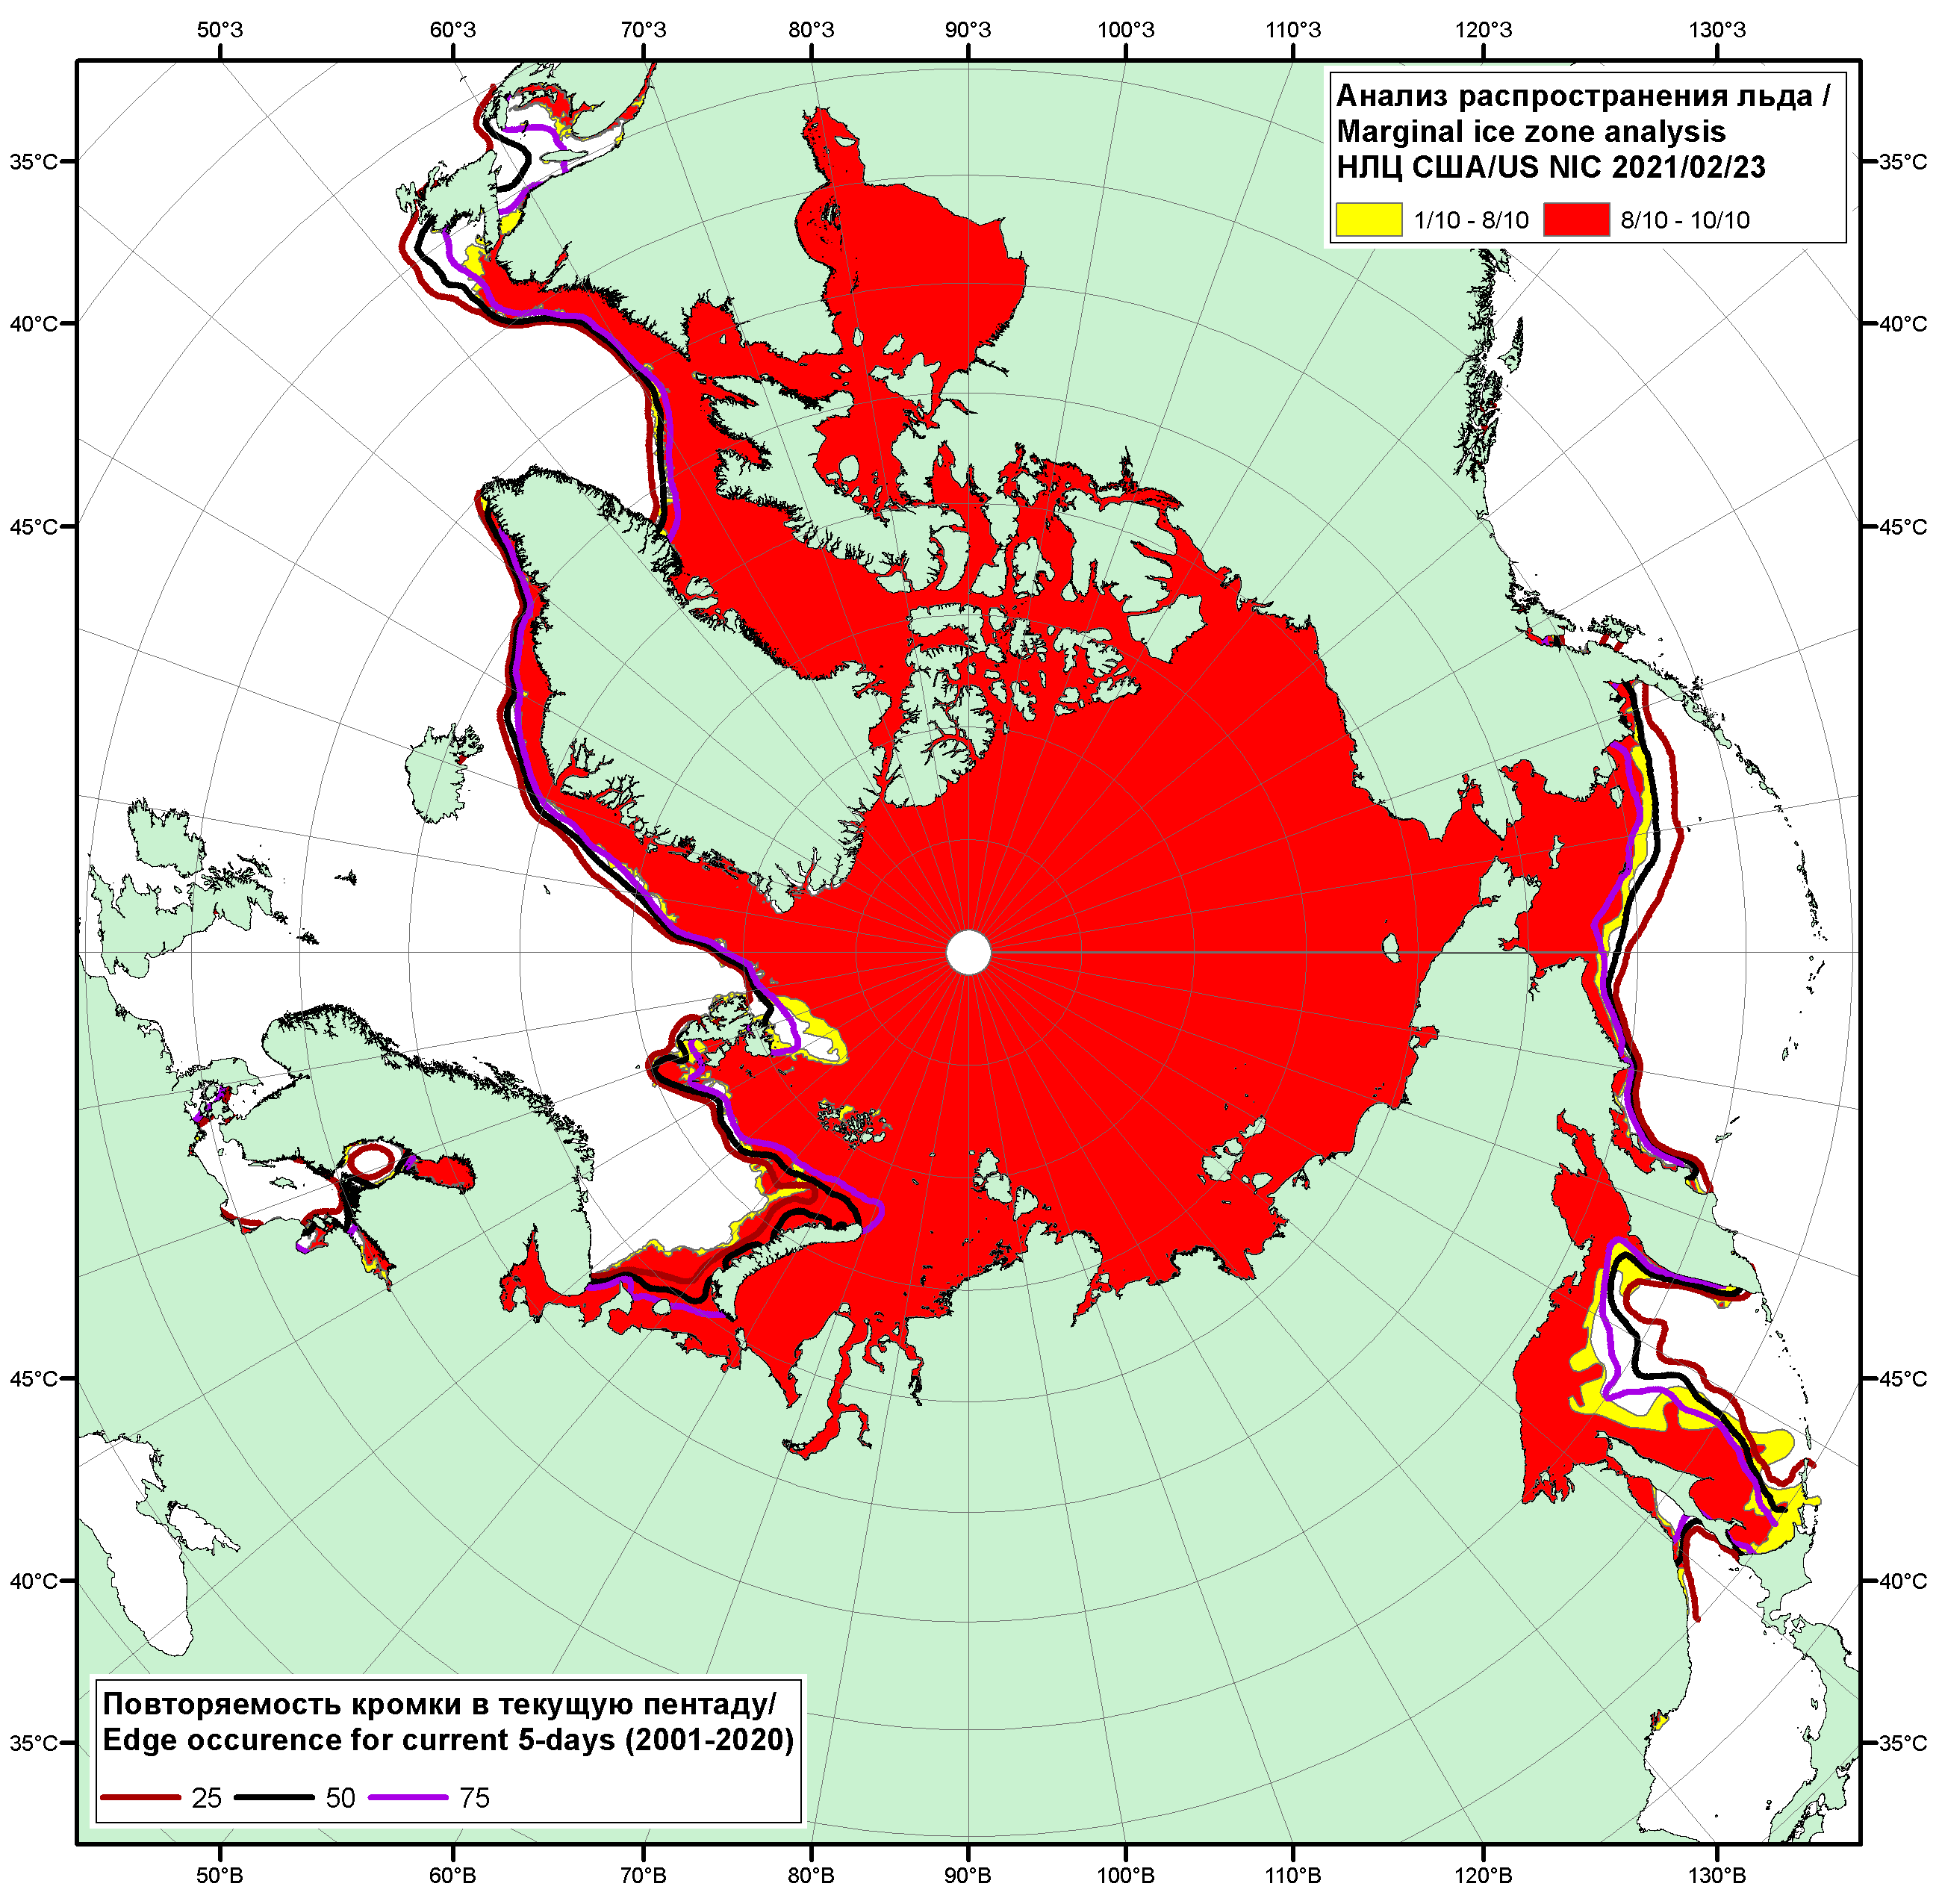 50°З 60°З 70°З 80°З 90°З 100°З 110°З 120°З 130°З
Анализ распространения льда /
Marginal ice zone analysis
НЛЦ США/US NIC 2021/02/23
1/10 - 8/10 8/10 - 10/10
35°С 35°С
40°С 40°С
45°С 45°С
45°С 45°С
40°С 40°С
35°С 35°С
Повторяемость кромки в текущую пентаду/
Edge occurence for current 5-days (2001-2020)
25 50 75
50°В 60°В 70°В 80°В 90°В 100°В 110°В 120°В 130°В